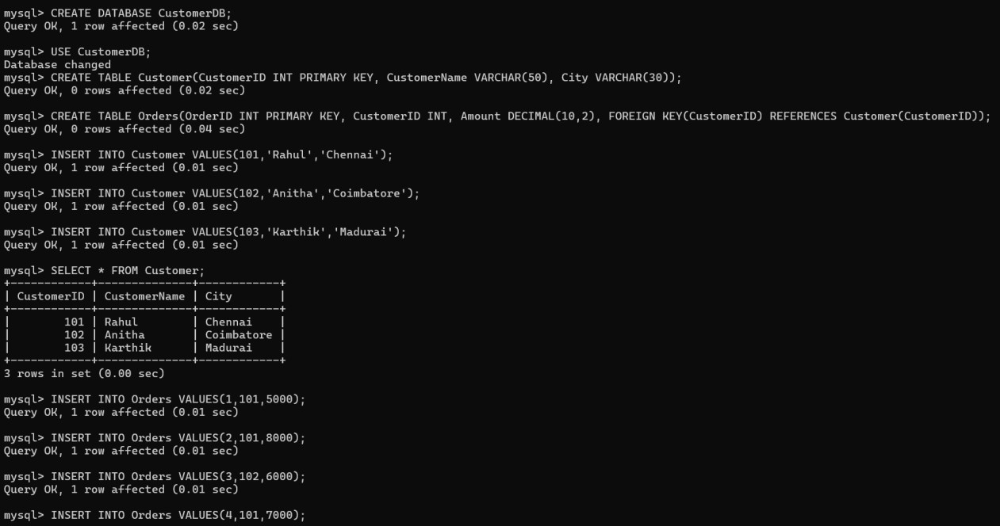 mysql> CREATE DATABASE CustomerDB;
Query OK, 1 row affected (0.02 sec)
mysql> USE CustomerDB;
Database changed
mysql> CREATE TABLE Customer(CustomerID INT PRIMARY KEY, CustomerName VARCHAR(50), City VARCHAR(30));
Query OK, 0 rows affected (0.02 sec)
mysql> CREATE TABLE Orders(OrderID INT PRIMARY KEY, CustomerID INT, Amount DECIMAL(10,2), FOREIGN KEY(CustomerID) REFERENCES Customer(CustomerID));
Query OK, 0 rows affected (0.04 sec)
mysql> INSERT INTO Customer VALUES(101,'Rahul','Chennai');
Query OK, 1 row affected (0.01 sec)
mysql> INSERT INTO Customer VALUES(102,'Anitha','Coimbatore');
Query OK, 1 row affected (0.01 sec)
mysql> INSERT INTO Customer VALUES(103,'Karthik','Madurai');
Query OK, 1 row affected (0.01 sec)
mysql> SELECT * FROM Customer;
+------------+--------------+------------+
| CustomerID | CustomerName | City       |
+------------+--------------+------------+
|        101 | Rahul        | Chennai    |
|        102 | Anitha       | Coimbatore |
|        103 | Karthik      | Madurai    |
+------------+--------------+------------+
3 rows in set (0.00 sec)
mysql> INSERT INTO Orders VALUES(1,101,5000);
Query OK, 1 row affected (0.01 sec)
mysql> INSERT INTO Orders VALUES(2,101,8000);
Query OK, 1 row affected (0.01 sec)
mysql> INSERT INTO Orders VALUES(3,102,6000);
Query OK, 1 row affected (0.01 sec)
mysql> INSERT INTO Orders VALUES(4,101,7000);